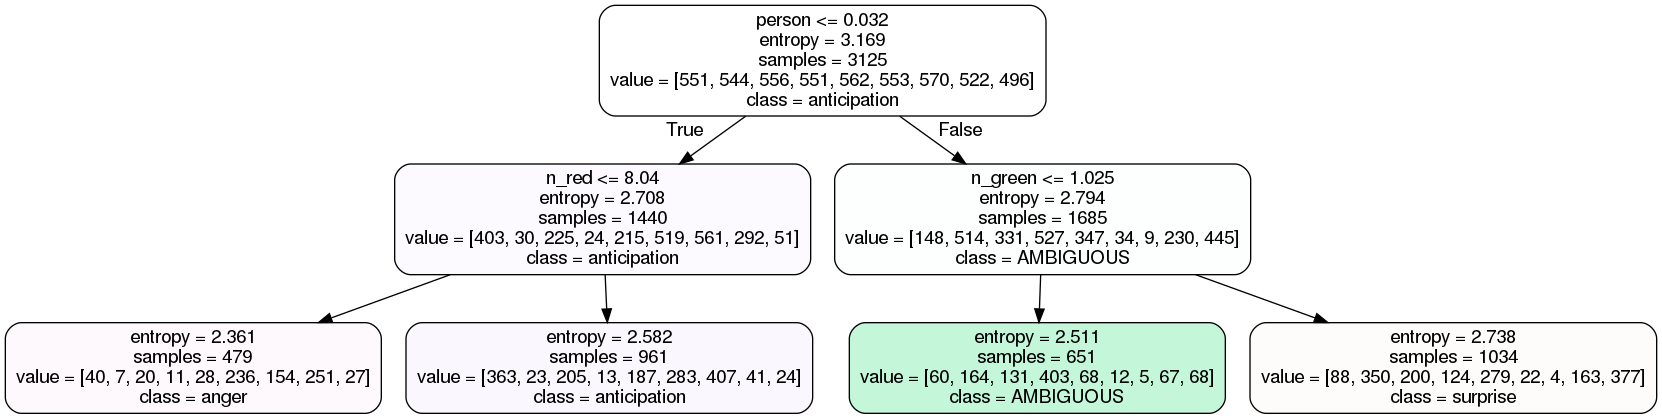 person <= 0.032
entropy = 3.169
samples = 3125
value = [551, 544, 556, 551, 562, 553, 570, 522, 496]
class = anticipation
True
False
n_red <= 8.04
entropy = 2.708
samples = 1440
value = [403, 30, 225, 24, 215, 519, 561, 292, 51]
class = anticipation
n_green <= 1.025
entropy = 2.794
samples = 1685
value = [148, 514, 331, 527, 347, 34, 9, 230, 445]
class = AMBIGUOUS
entropy = 2.361
samples = 479
value = [40, 7, 20, 11, 28, 236, 154, 251, 27]
class = anger
entropy = 2.582
samples = 961
value = [363, 23, 205, 13, 187, 283, 407, 41, 24]
class = anticipation
entropy = 2.511
samples = 651
value = [60, 164, 131, 403, 68, 12, 5, 67, 68]
class = AMBIGUOUS
entropy = 2.738
samples = 1034
value = [88, 350, 200, 124, 279, 22, 4, 163, 377]
class = surprise